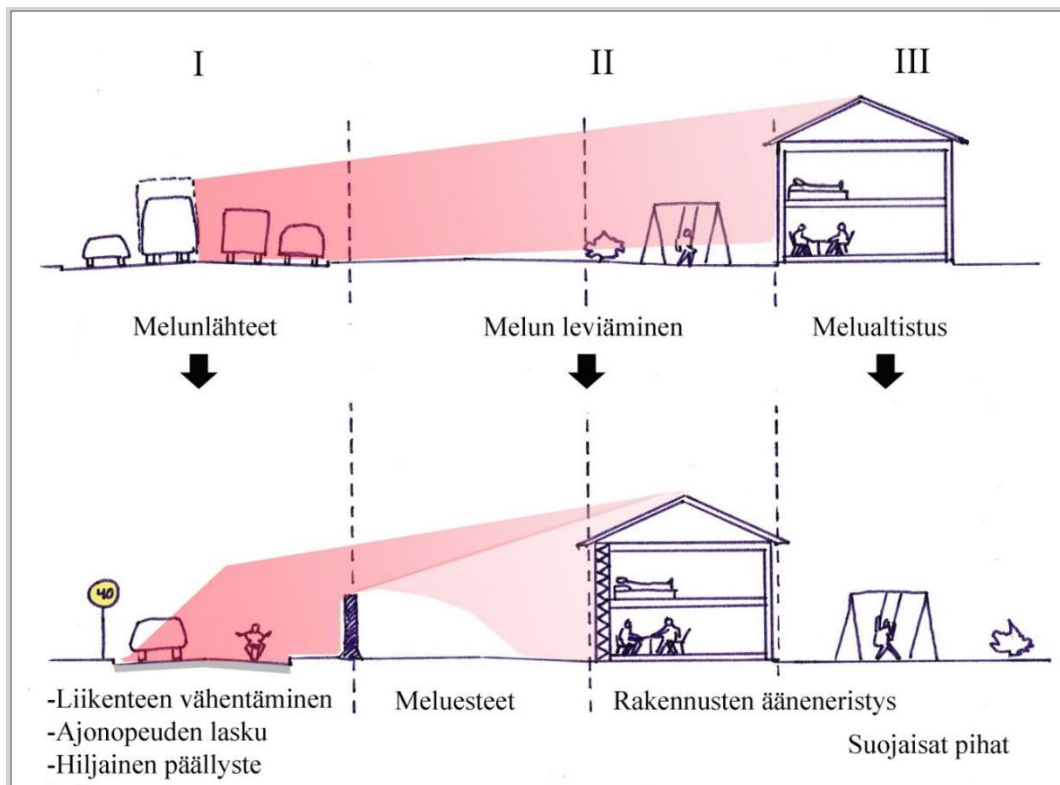 I
II
III
Melunlähteet
Melun leviäminen
Melualtistus
40
-Liikenteen vähentäminen
-Ajonopeuden lasku
-Hiljainen päällyste
Meluesteet
Rakennusten ääneneristys
Suojaisat pihat